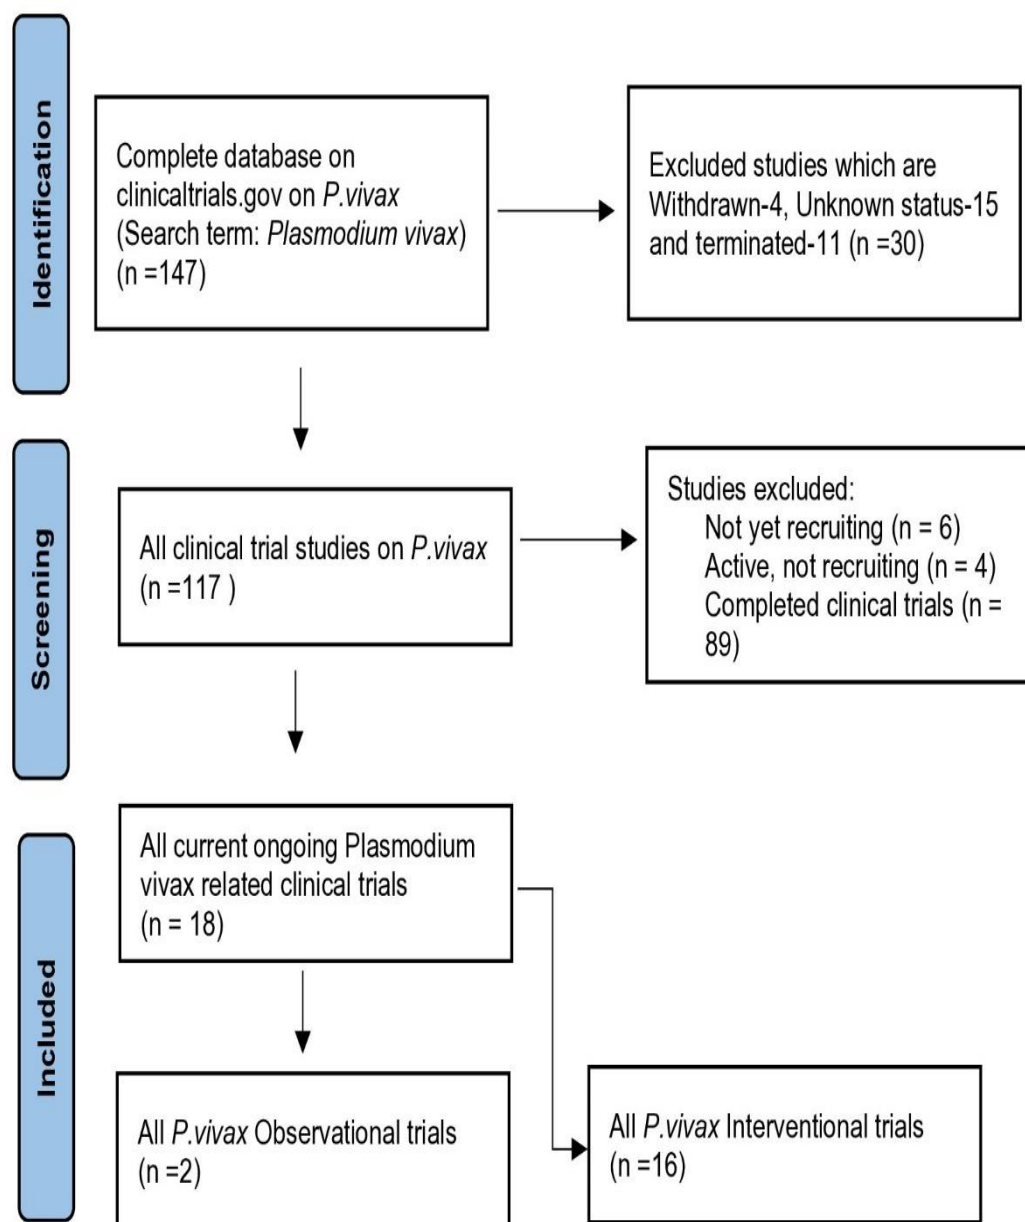 Identification
Complete database on
clinicaltrials.gov on P.vivax
(Search term: Plasmodium vivax)
(n =147)
Excluded studies which are
Withdrawn-4, Unknown status-15
and terminated-11 (n =30)
Screening
All clinical trial studies on P.vivax
(n =117 )
Studies excluded:
Not yet recruiting (n = 6)
Active, not recruiting (n = 4)
Completed clinical trials (n =
89)
Included
All current ongoing Plasmodium
vivax related clinical trials
(n = 18)
All P.vivax Observational trials
(n =2)
All P.vivax Interventional trials
(n =16)